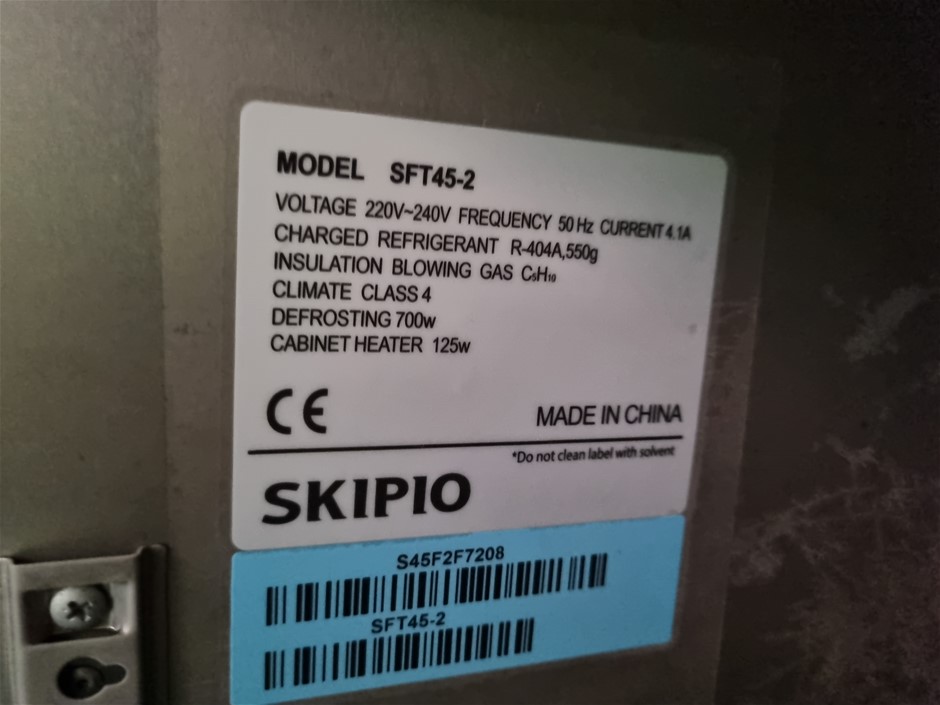 MODEL SFT45-2
VOLTAGE 220V~240V FREQUENCY 50 Hz CURRENT 4.1A
CHARGED REFRIGERANT R-404A,550g
INSULATION BLOWING GAS C₅H₁₀
CLIMATE CLASS 4
DEFROSTING 700w
CABINET HEATER 125w
CE
MADE IN CHINA
*Do not clean label with solvent
SKIPIO
S45F2F7208
SFT45-2